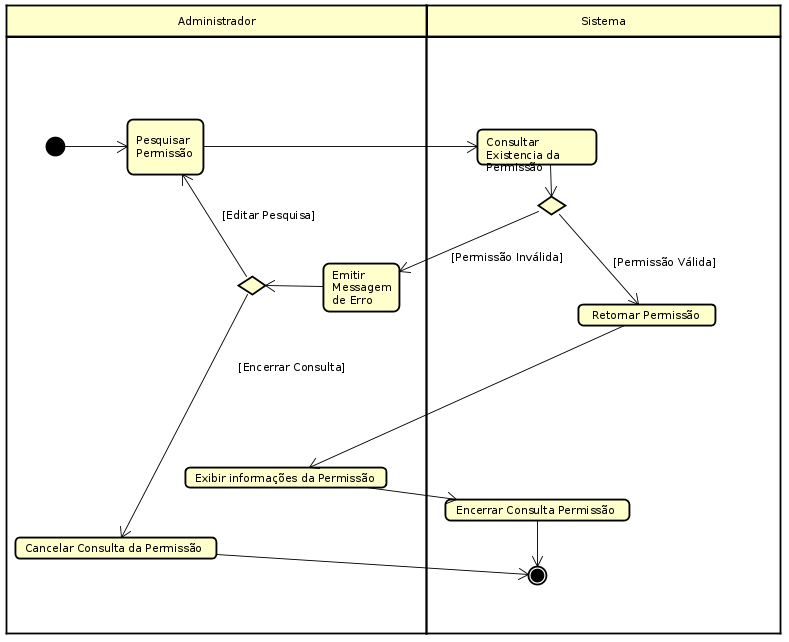 Administrador
Sistema
Pesquisar
Permissão
Consultar
Existencia da
Permissão
[Editar Pesquisa]
[Permissão Inválida]
[Permissão Válida]
Emitir
Messagem
de Erro
Retornar Permissão
[Encerrar Consulta]
Exibir informações da Permissão
Encerrar Consulta Permissão
Cancelar Consulta da Permissão